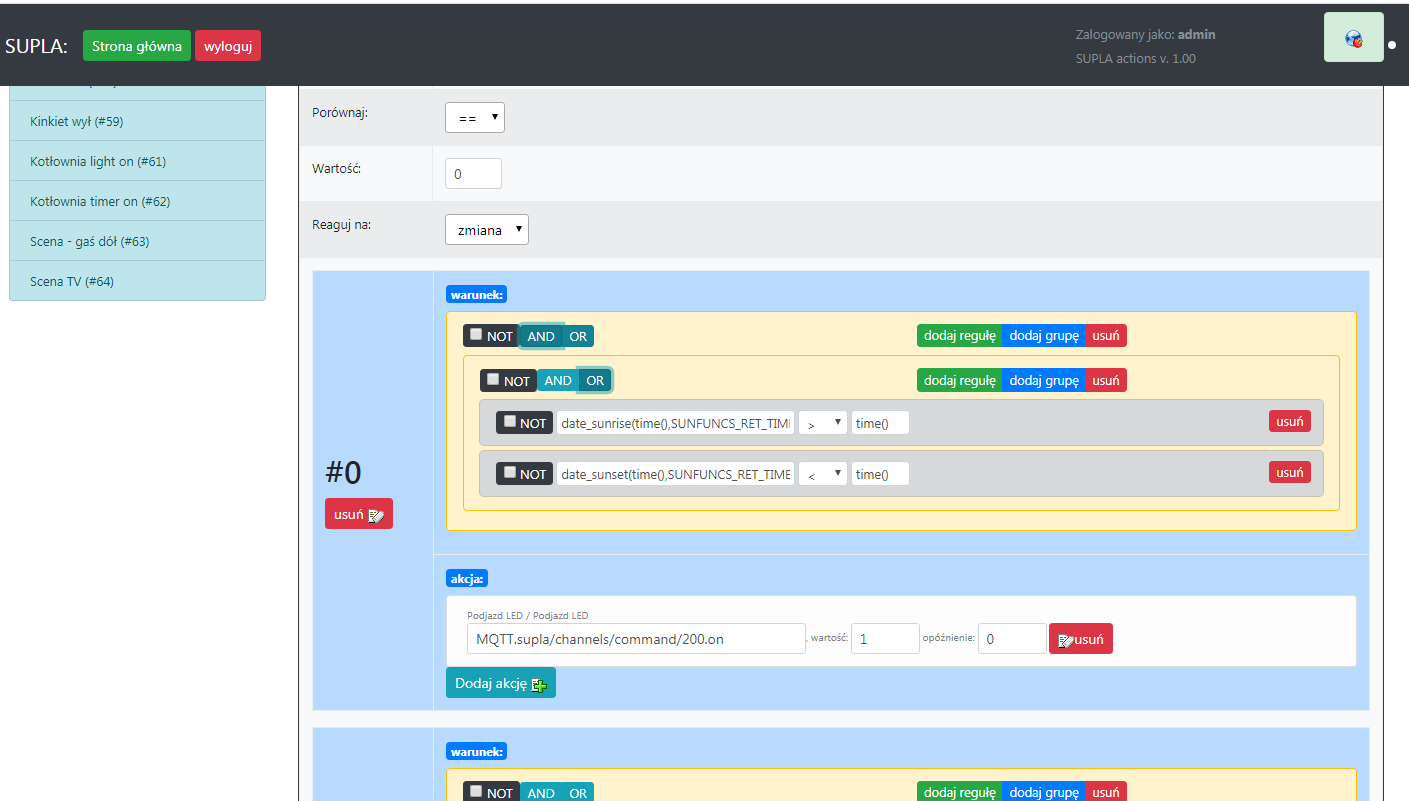 SUPLA: Strona główna wyloguj
Zalogowany jako: admin
SUPLA actions v. 1.00
Kinkiet wył (#59)
Kotłownia light on (#61)
Kotłownia timer on (#62)
Scena - gaś dół (#63)
Scena TV (#64)
Porównaj: ==
Wartość: 0
Reaguj na: zmiana
#0
usuń
warunek:
NOT AND OR dodaj regułę dodaj grupę usuń
NOT AND OR dodaj regułę dodaj grupę usuń
NOT date_sunrise(time(),SUNFUNCS_RET_TIM > time() usuń
NOT date_sunset(time(),SUNFUNCS_RET_TIME < time() usuń
akcja:
Podjazd LED / Podjazd LED
MQTT.supla/channels/command/200.on , wartość: 1 opóźnienie: 0 usuń
Dodaj akcję
warunek:
NOT AND OR dodaj regułę dodaj grupę usuń